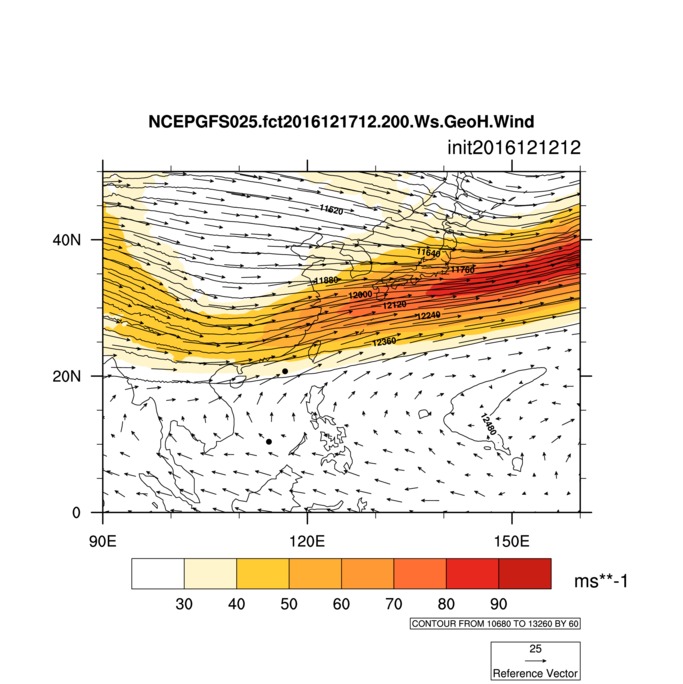 NCEPGFS025.fct2016121712.200.Ws.GeoH.Wind
init2016121212
11620
40N
11640
11760
11880
12000
12120
12240
12360
20N
12480
0
90E 120E 150E
30 40 50 60 70 80 90
ms**-1
CONTOUR FROM 10680 TO 13260 BY 60
25
Reference Vector